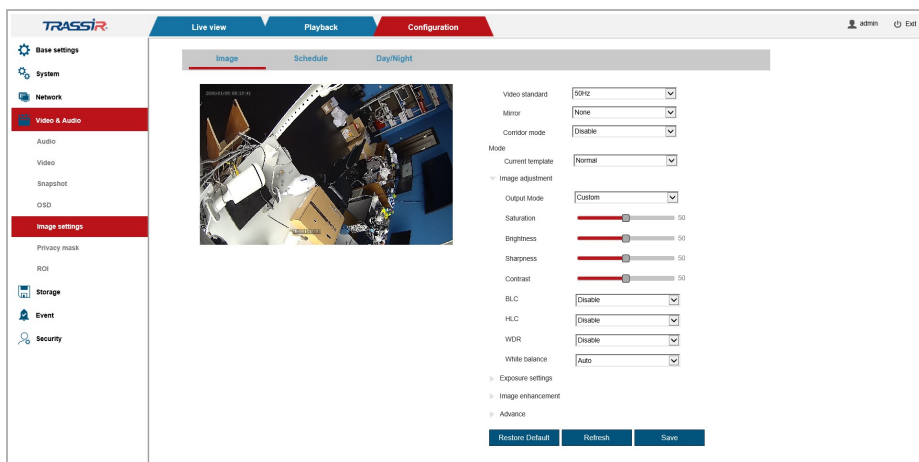 TRASSIR
Live view
Playback
Configuration
admin
Exit
Base settings
System
Network
Video & Audio
Audio
Video
Snapshot
OSD
Image settings
Privacy mask
ROI
Storage
Event
Security
Image
Schedule
Day/Night
Video standard
50Hz
Mirror
None
Corridor mode
Disable
Mode
Current template
Normal
Image adjustment
Output Mode
Custom
Saturation
50
Brightness
50
Sharpness
50
Contrast
50
BLC
Disable
HLC
Disable
WDR
Disable
White balance
Auto
Exposure settings
Image enhancement
Advance
Restore Default
Refresh
Save